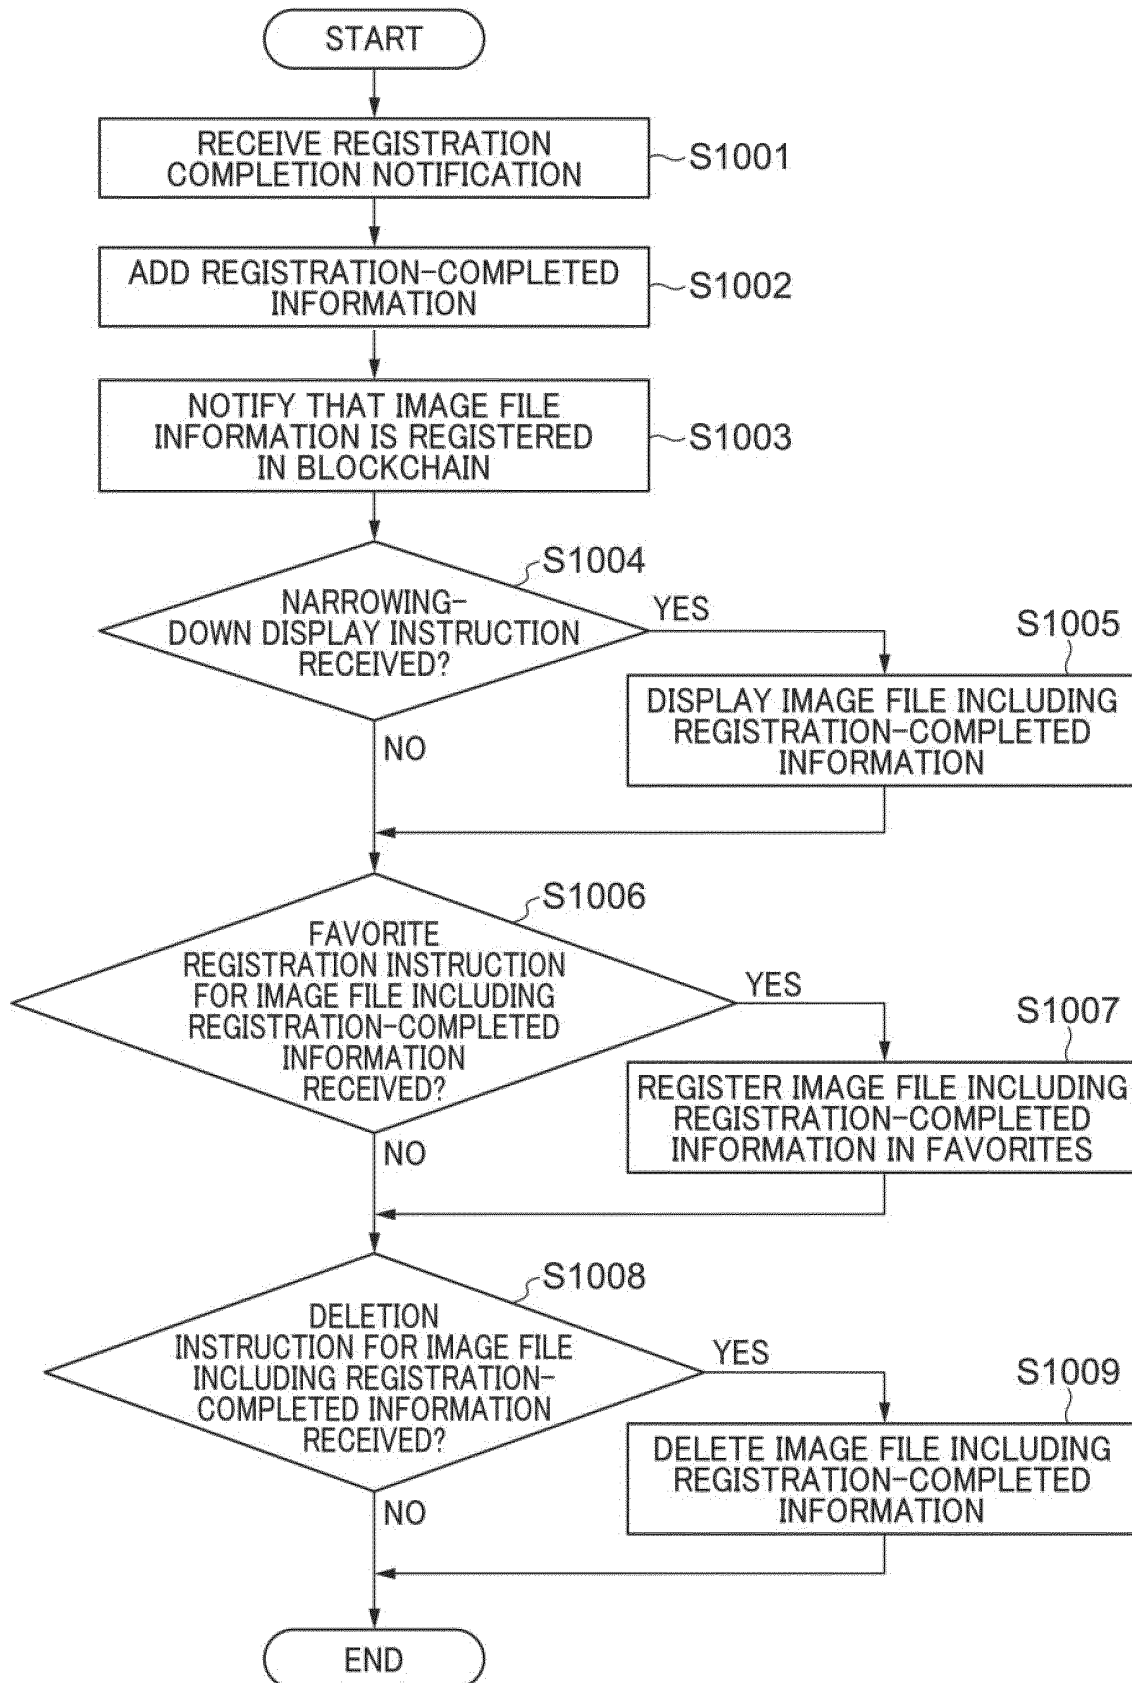 START
RECEIVE REGISTRATION
COMPLETION NOTIFICATION
S1001
ADD REGISTRATION-COMPLETED
INFORMATION
S1002
NOTIFY THAT IMAGE FILE
INFORMATION IS REGISTERED
IN BLOCKCHAIN
S1003
S1004
NARROWING-
DOWN DISPLAY INSTRUCTION
RECEIVED?
YES
NO
S1005
DISPLAY IMAGE FILE INCLUDING
REGISTRATION-COMPLETED
INFORMATION
S1006
FAVORITE
REGISTRATION INSTRUCTION
FOR IMAGE FILE INCLUDING
REGISTRATION-COMPLETED
INFORMATION
RECEIVED?
YES
NO
S1007
REGISTER IMAGE FILE INCLUDING
REGISTRATION-COMPLETED
INFORMATION IN FAVORITES
S1008
DELETION
INSTRUCTION FOR IMAGE FILE
INCLUDING REGISTRATION-
COMPLETED INFORMATION
RECEIVED?
YES
NO
S1009
DELETE IMAGE FILE INCLUDING
REGISTRATION-COMPLETED
INFORMATION
END